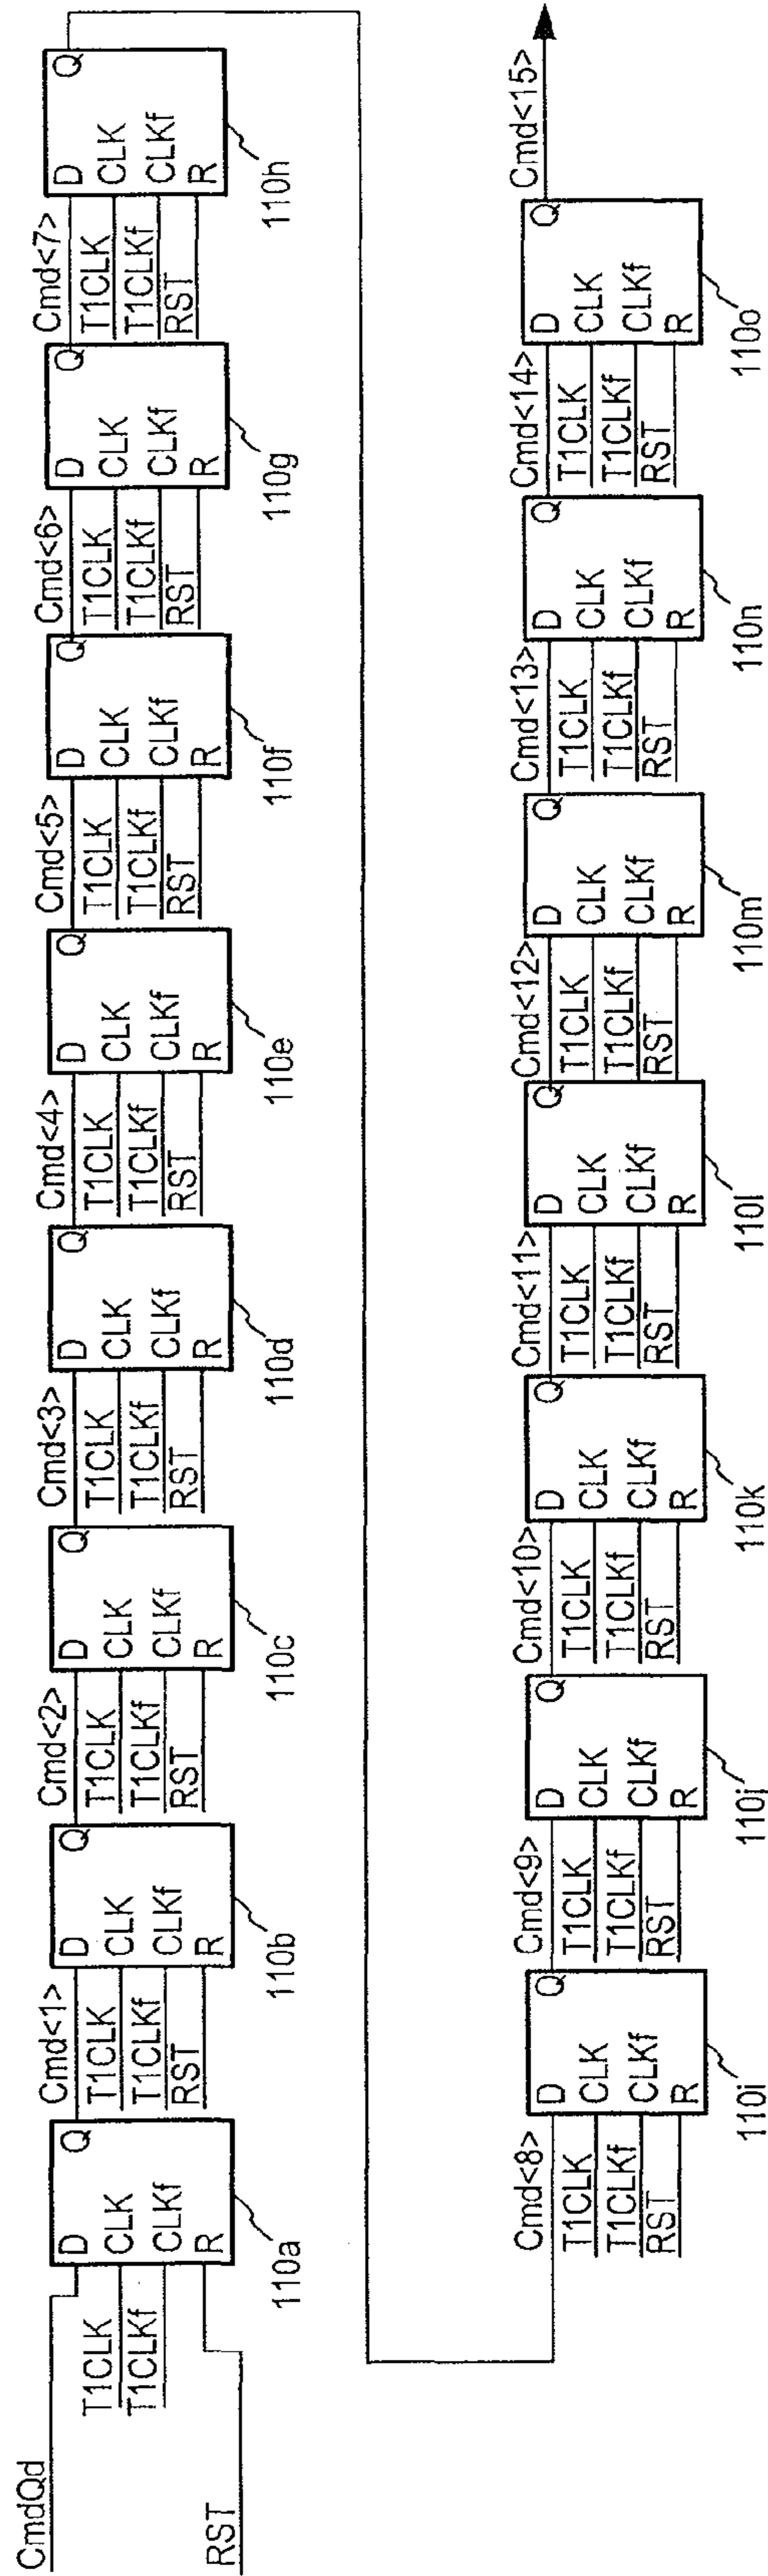 CmdQd
T1CLK
T1CLKf
RST
D
CLK
CLKf
R
Q
110a
Cmd<1>
T1CLK
T1CLKf
RST
D
CLK
CLKf
R
Q
110b
Cmd<2>
T1CLK
T1CLKf
RST
D
CLK
CLKf
R
Q
110c
Cmd<3>
T1CLK
T1CLKf
RST
D
CLK
CLKf
R
Q
110d
Cmd<4>
T1CLK
T1CLKf
RST
D
CLK
CLKf
R
Q
110e
Cmd<5>
T1CLK
T1CLKf
RST
D
CLK
CLKf
R
Q
110f
Cmd<6>
T1CLK
T1CLKf
RST
D
CLK
CLKf
R
Q
110g
Cmd<7>
T1CLK
T1CLKf
RST
D
CLK
CLKf
R
Q
110h
Cmd<8>
T1CLK
T1CLKf
RST
D
CLK
CLKf
R
Q
110i
Cmd<9>
T1CLK
T1CLKf
RST
D
CLK
CLKf
R
Q
110j
Cmd<10>
T1CLK
T1CLKf
RST
D
CLK
CLKf
R
Q
110k
Cmd<11>
T1CLK
T1CLKf
RST
D
CLK
CLKf
R
Q
110l
Cmd<12>
T1CLK
T1CLKf
RST
D
CLK
CLKf
R
Q
110m
Cmd<13>
T1CLK
T1CLKf
RST
D
CLK
CLKf
R
Q
110n
Cmd<14>
T1CLK
T1CLKf
RST
D
CLK
CLKf
R
Q
110o
Cmd<15>